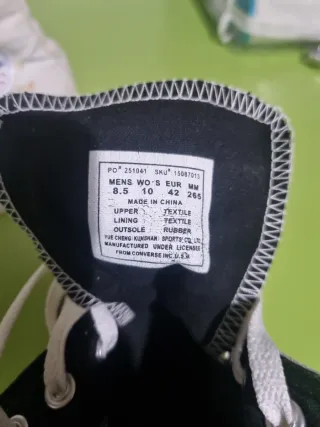 PO# 251041 SKU# 15087013
MENS WO'S EUR MM
8.5 10 42 265
MADE IN CHINA
UPPER TEXTILE
LINING TEXTILE
OUTSOLE RUBBER
YUE CHENG KUNSHAN SPORTS CO.,LTD
MANUFACTURED UNDER LICENSE
FROM CONVERSE INC.U.S.A